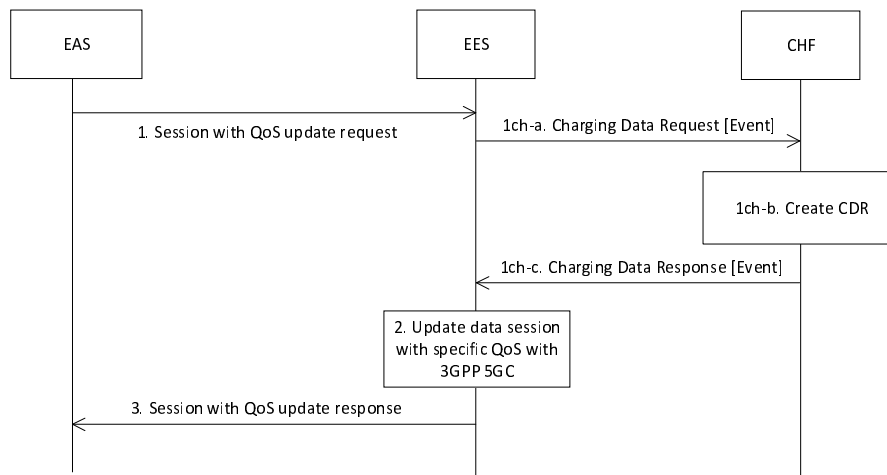 EAS
EES
CHF
1. Session with QoS update request
1ch-a. Charging Data Request [Event]
1ch-b. Create CDR
1ch-c. Charging Data Response [Event]
2. Update data session
with specific QoS with
3GPP 5GC
3. Session with QoS update response